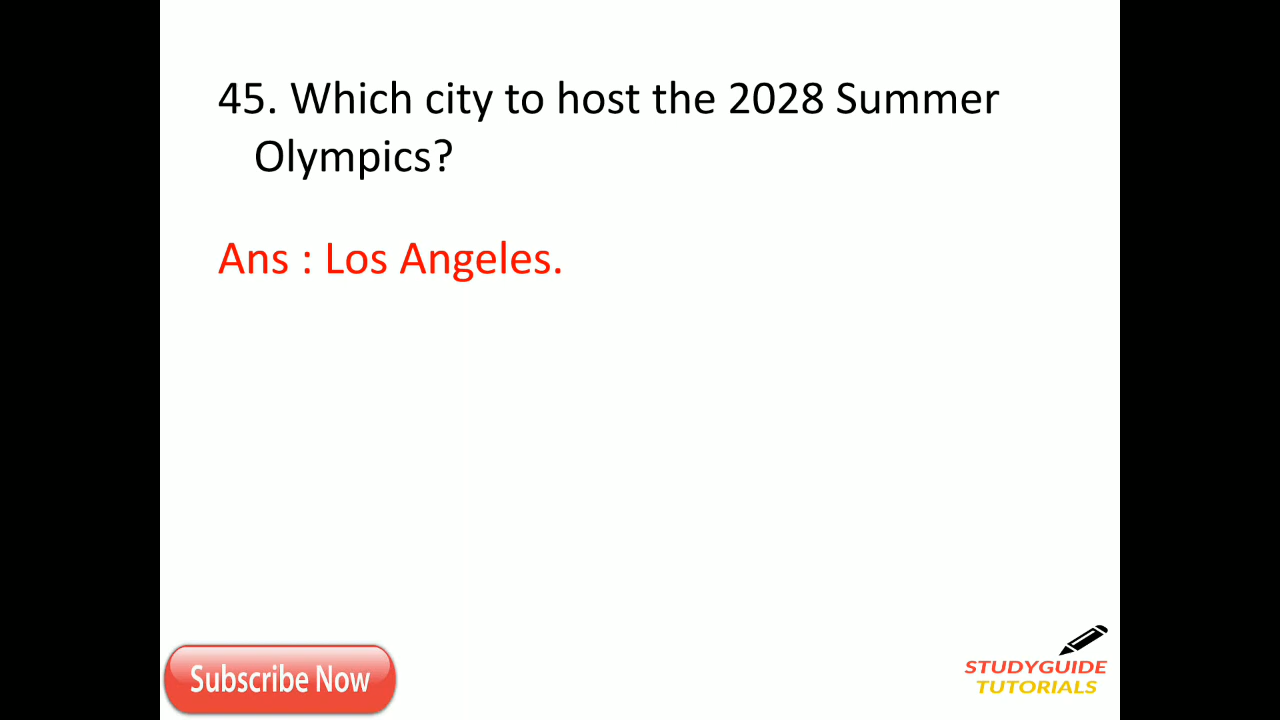 45. Which city to host the 2028 Summer
Olympics?
Ans : Los Angeles.
Subscribe Now
STUDYGUIDE
TUTORIALS